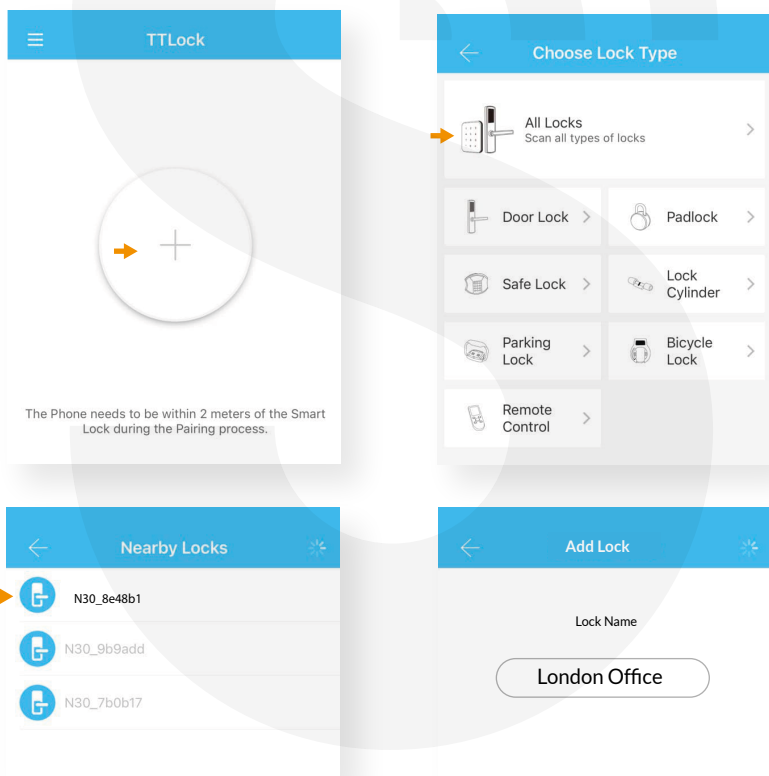 TTLock
The Phone needs to be within 2 meters of the Smart
Lock during the Pairing process.
Choose Lock Type
All Locks
Scan all types of locks
Door Lock
Padlock
Safe Lock
Lock
Cylinder
Parking
Lock
Bicycle
Lock
Remote
Control
Nearby Locks
N30_8e48b1
N30_9b9add
N30_7b0b17
Add Lock
Lock Name
London Office